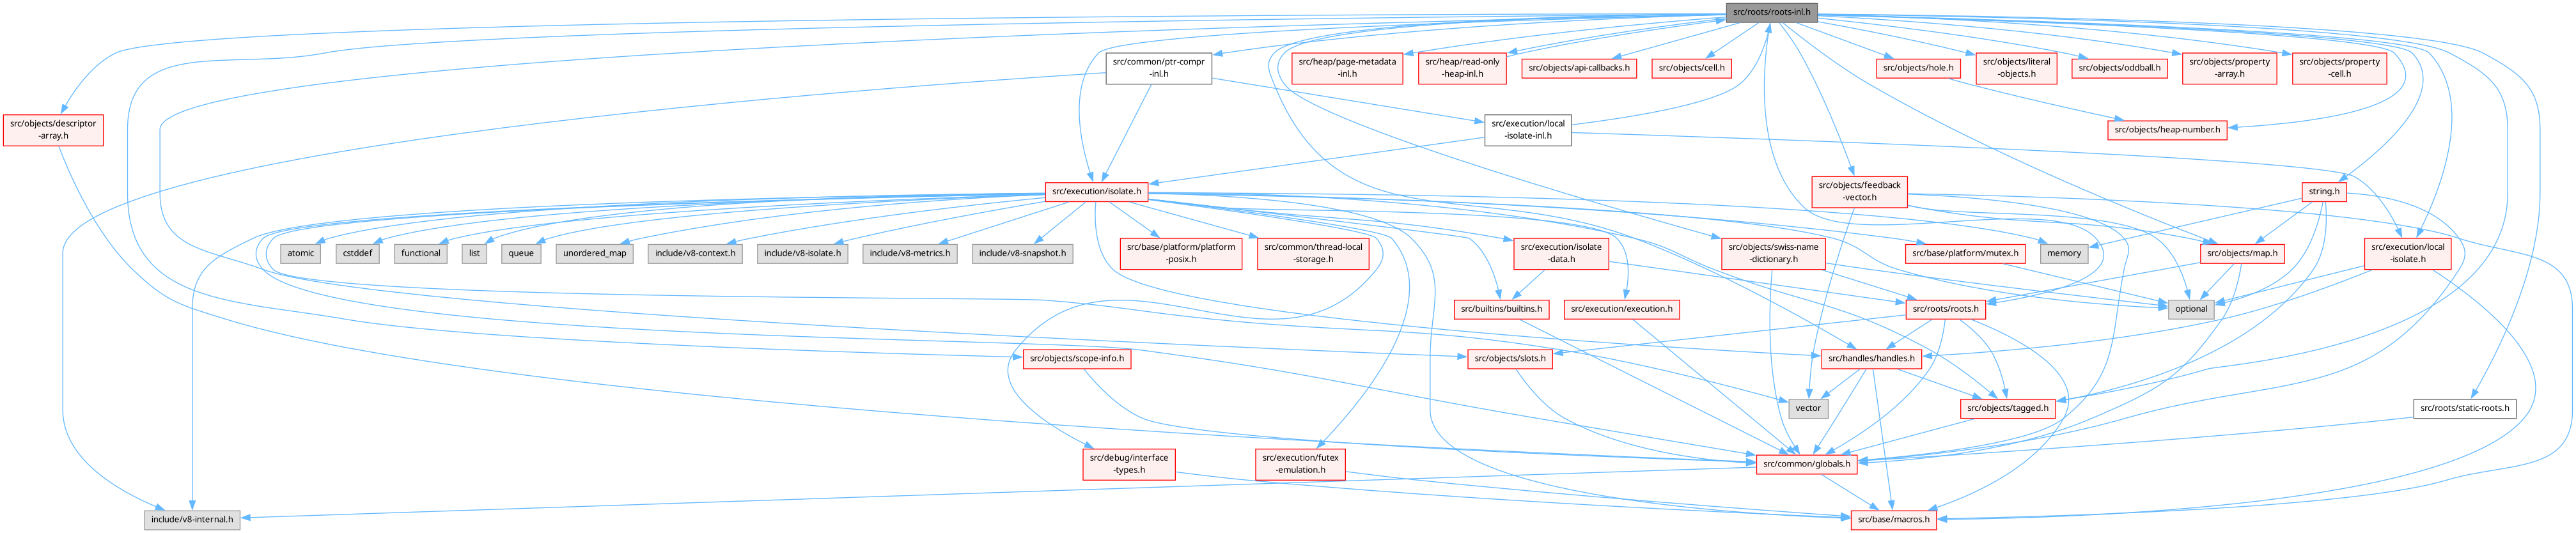 src/roots/roots-inl.h
src/common/ptr-compr
-inl.h
src/heap/page-metadata
-inl.h
src/heap/read-only
-heap-inl.h
src/objects/api-callbacks.h
src/objects/cell.h
src/objects/hole.h
src/objects/literal
-objects.h
src/objects/oddball.h
src/objects/property
-array.h
src/objects/property
-cell.h
src/objects/descriptor
-array.h
src/execution/local
-isolate-inl.h
src/objects/heap-number.h
src/execution/isolate.h
src/objects/feedback
-vector.h
string.h
atomic
cstddef
functional
list
queue
unordered_map
include/v8-context.h
include/v8-isolate.h
include/v8-metrics.h
include/v8-snapshot.h
src/base/platform/platform
-posix.h
src/common/thread-local
-storage.h
src/execution/isolate
-data.h
src/objects/swiss-name
-dictionary.h
src/base/platform/mutex.h
memory
src/objects/map.h
src/execution/local
-isolate.h
src/builtins/builtins.h
src/execution/execution.h
src/roots/roots.h
optional
src/objects/scope-info.h
src/objects/slots.h
src/handles/handles.h
vector
src/objects/tagged.h
src/roots/static-roots.h
src/debug/interface
-types.h
src/execution/futex
-emulation.h
src/common/globals.h
include/v8-internal.h
src/base/macros.h